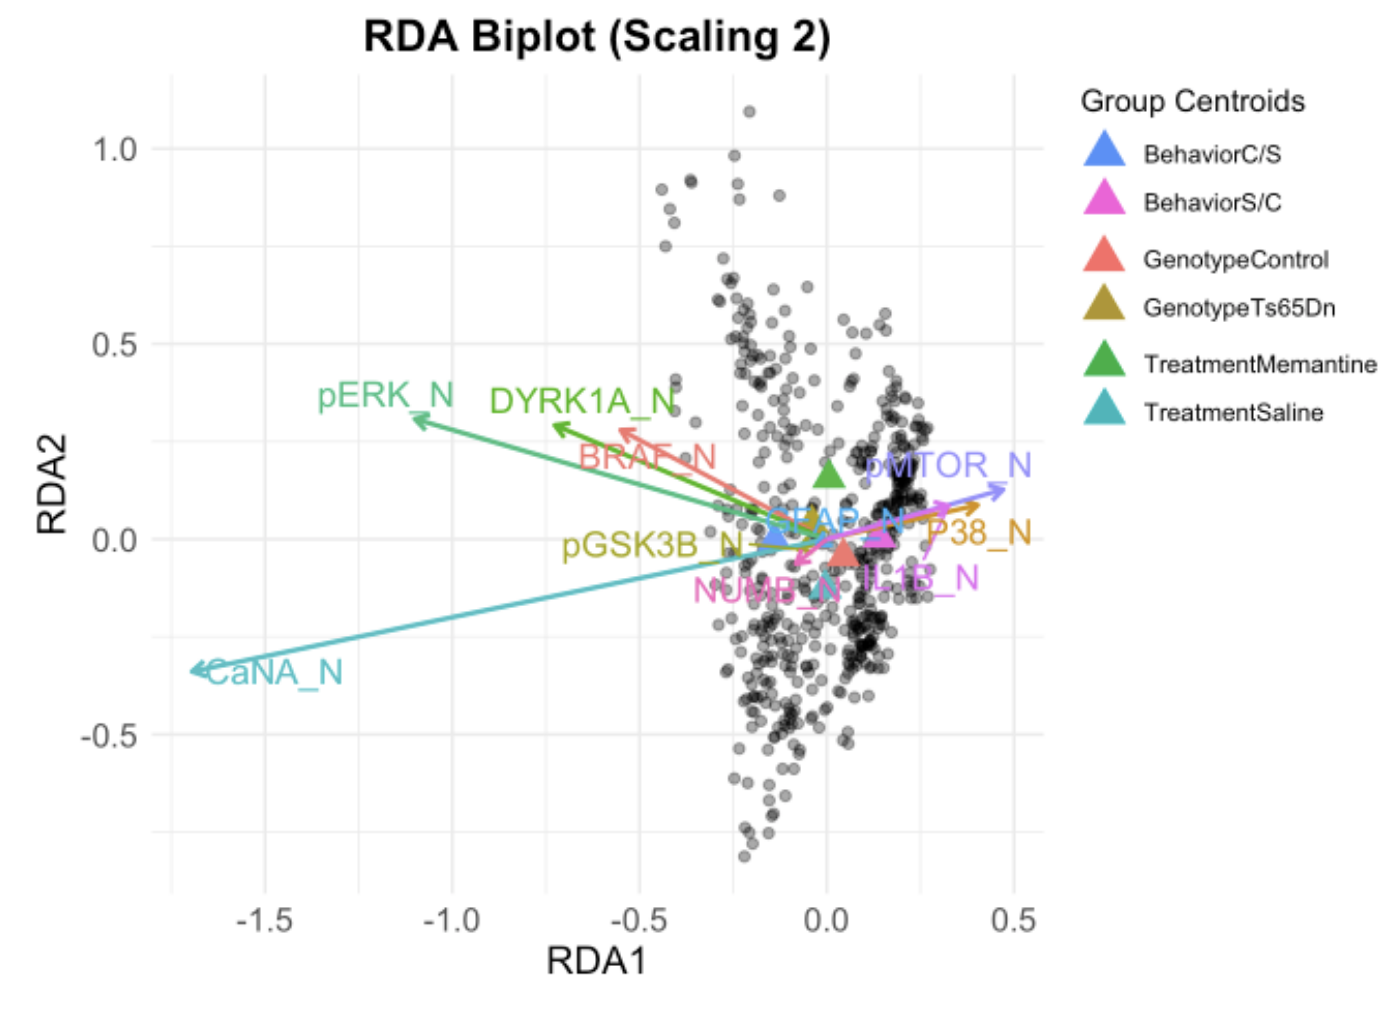 RDA Biplot (Scaling 2)
Group Centroids
BehaviorC/S
BehaviorS/C
GenotypeControl
GenotypeTs65Dn
TreatmentMemantine
TreatmentSaline
RDA2
1.0
0.5
0.0
-0.5
pERK_N
DYRK1A_N
BRAF_N
pMTOR_N
GFAP_N
P38_N
pGSK3B_N
IL1B_N
NUMB_N
CaNA_N
-1.5 -1.0 -0.5 0.0 0.5
RDA1